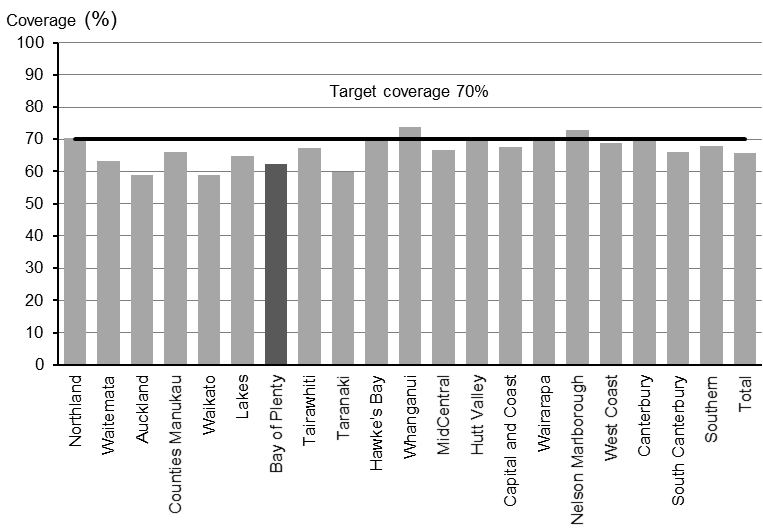 Coverage (%)
100
90
80
70
60
50
40
30
20
10
0
Target coverage 70%
Northland
Waitemata
Auckland
Counties Manukau
Waikato
Lakes
Bay of Plenty
Tairawhiti
Taranaki
Hawke's Bay
Whanganui
MidCentral
Hutt Valley
Capital and Coast
Wairarapa
Nelson Marlborough
West Coast
Canterbury
South Canterbury
Southern
Total